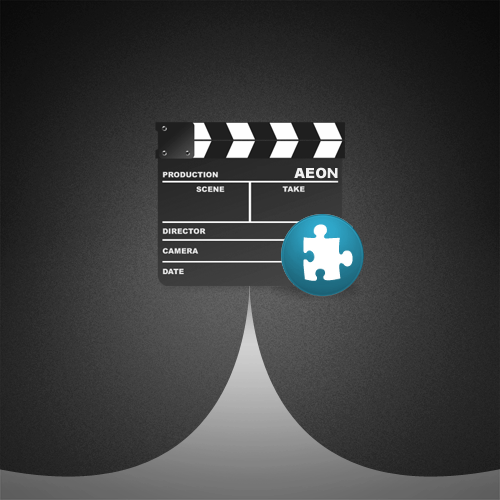 PRODUCTION AEON
SCENE TAKE
DIRECTOR
CAMERA
DATE